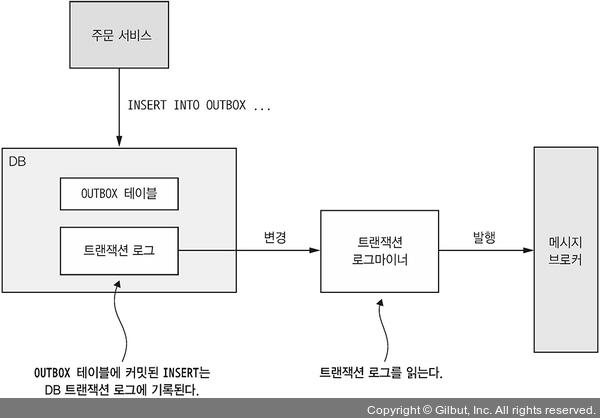 주문 서비스
INSERT INTO OUTBOX ...
DB
OUTBOX 테이블
트랜잭션 로그
변경
트랜잭션
로그마이너
발행
메시지
브로커
OUTBOX 테이블에 커밋된 INSERT는
DB 트랜잭션 로그에 기록된다.
트랜잭션 로그를 읽는다.
Copyright © Gilbut, Inc. All rights reserved.